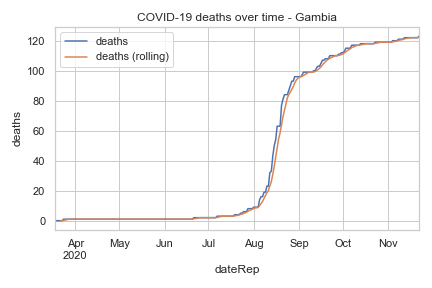 COVID-19 deaths over time - Gambia
deaths
deaths (rolling)
120
100
80
60
40
20
0
deaths
Apr
2020
May
Jun
Jul
Aug
Sep
Oct
Nov
dateRep